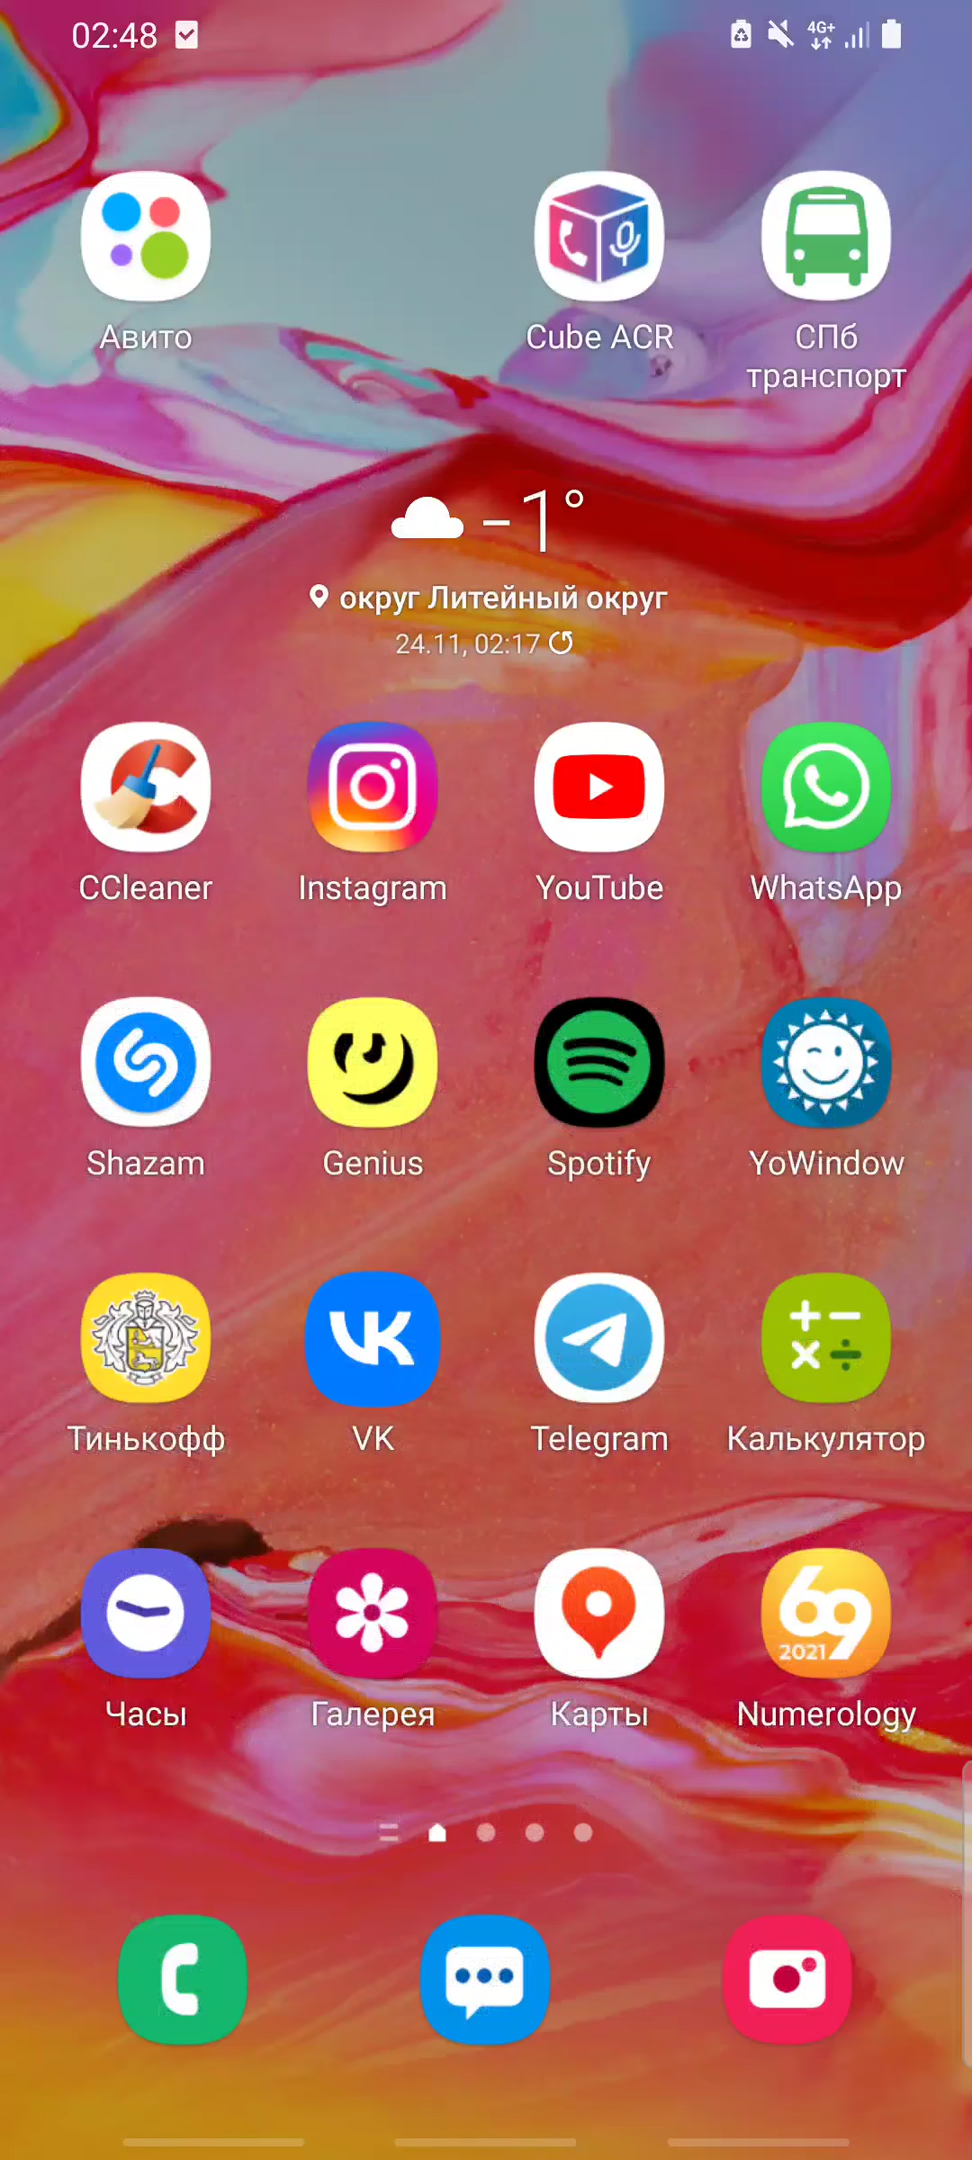 02:48
4G+
Авито
Cube ACR
СПб
транспорт
-1°
округ Литейный округ
24.11, 02:17
CCleaner
Instagram
YouTube
WhatsApp
Shazam
Genius
Spotify
YoWindow
Тинькофф
VK
Telegram
Калькулятор
69
2021
Часы
Галерея
Карты
Numerology